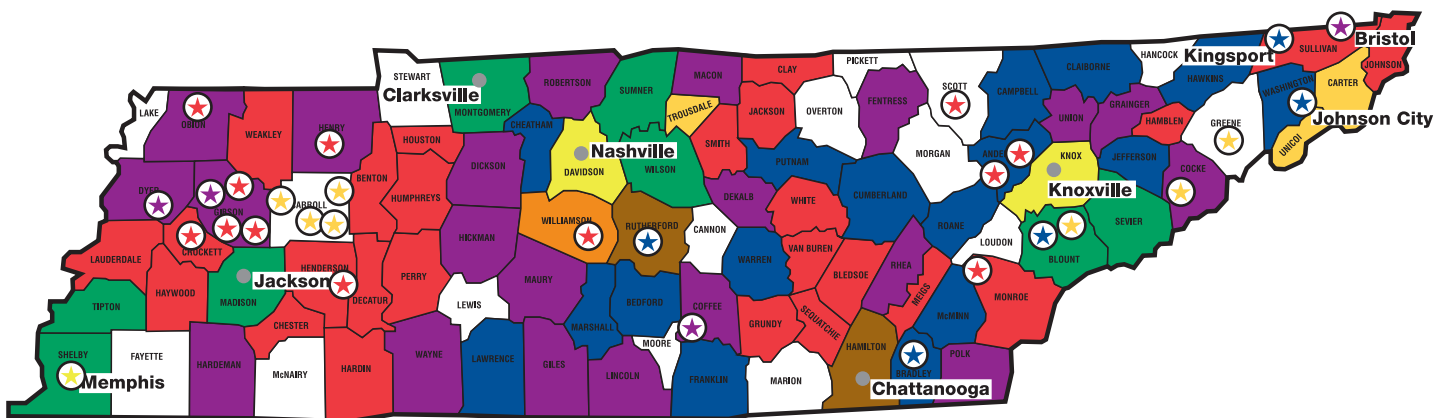 Bristol
Kingsport
SULLIVAN
JOHNSON
HANCOCK
HAWKINS
WASHINGTON
CARTER
Johnson City
UNICOI
GREENE
PICKETT
CLAIBORNE
CAMPBELL
SCOTT
CLAY
MACON
ROBERTSON
SUMNER
STEWART
Clarksville
MONTGOMERY
LAKE
OBION
WEAKLEY
HENRY
HOUSTON
CHEATHAM
TROUSDALE
JACKSON
OVERTON
FENTRESS
UNION
GRAINGER
HAMBLEN
MORGAN
KNOX
JEFFERSON
COCKE
Knoxville
SEVIER
BLOUNT
LOUDON
ROANE
CUMBERLAND
PUTNAM
SMITH
WILSON
Nashville
DAVIDSON
DICKSON
BENTON
HUMPHREYS
DYER
GIBSON
CROCKETT
LAUDERDALE
HAYWOOD
Jackson
MADISON
HENDERSON
DECATUR
PERRY
HICKMAN
WILLIAMSON
RUTHERFORD
CANNON
DEKALB
WHITE
WARREN
VAN BUREN
BLEDSOE
RHEA
MEIGS
MONROE
McMINN
TIPTON
CHESTER
LEWIS
MAURY
MARSHALL
BEDFORD
COFFEE
GRUNDY
SEQUATCHIE
HAMILTON
BRADLEY
POLK
Chattanooga
SHELBY
Memphis
FAYETTE
HARDEMAN
McNAIRY
HARDIN
WAYNE
LAWRENCE
GILES
LINCOLN
MOORE
FRANKLIN
MARION